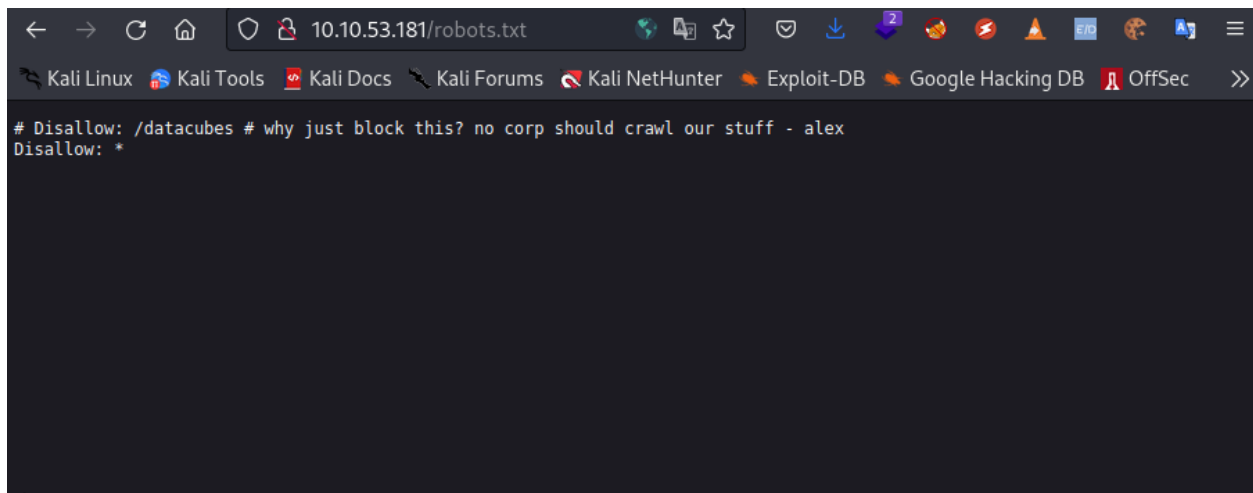 10.10.53.181/robots.txt
2
E/D
Kali Linux Kali Tools Kali Docs Kali Forums Kali NetHunter Exploit-DB Google Hacking DB OffSec
# Disallow: /datacubes # why just block this? no corp should crawl our stuff - alex
Disallow: *